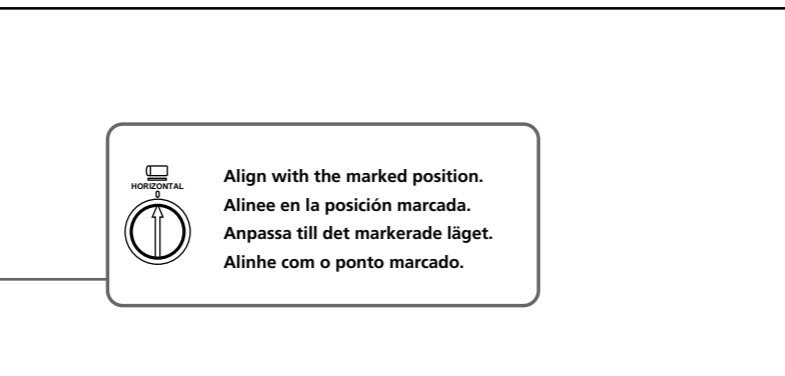 HORIZONTAL
0
Align with the marked position.
Alinee en la posición marcada.
Anpassa till det markerade läget.
Alinhe com o ponto marcado.